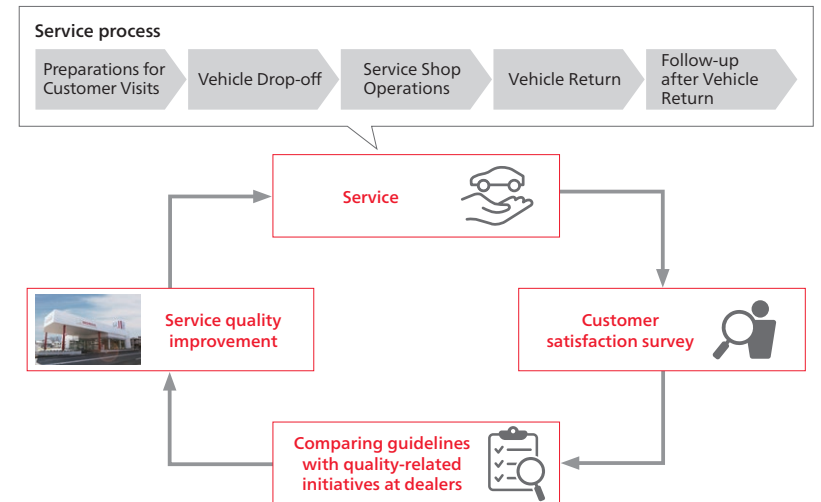 Service process
Preparations for
Customer Visits
Vehicle Drop-off
Service Shop
Operations
Vehicle Return
Follow-up
after Vehicle
Return
Service
Service quality
improvement
Customer
satisfaction survey
Comparing guidelines
with quality-related
initiatives at dealers